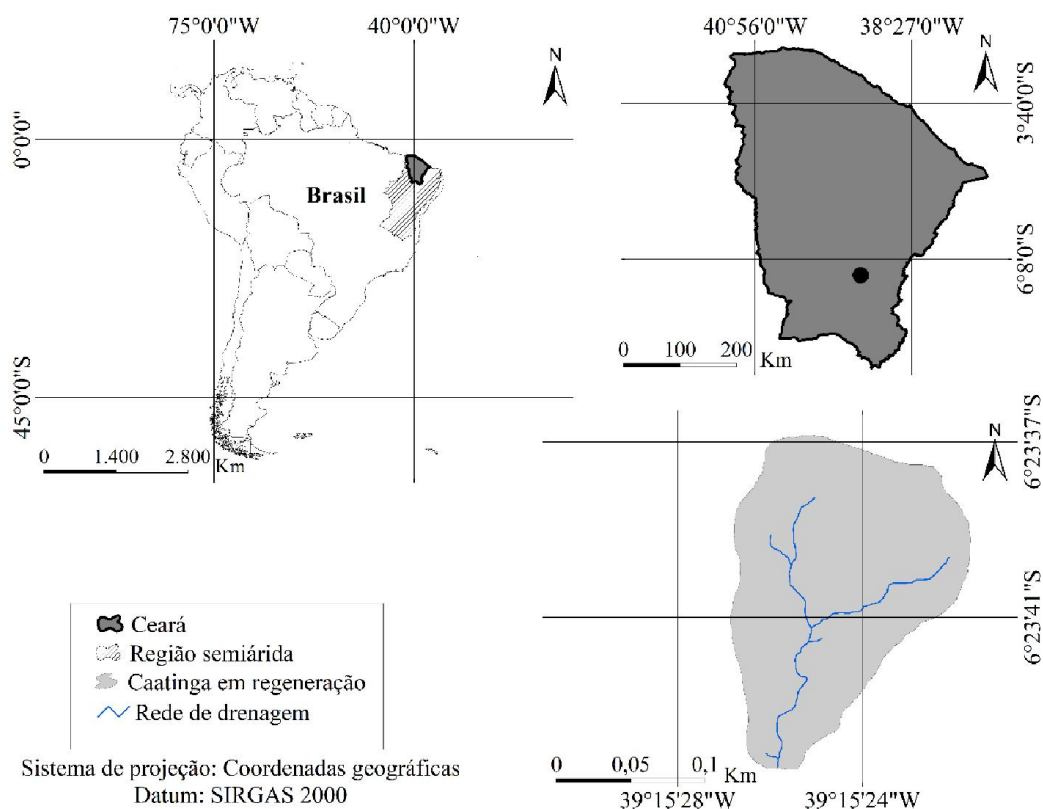 75°0'0"W
40°0'0"W
N
0°0'0"
Brasil
45°0'0"S
0 1.400 2.800 Km
40°56'0"W
38°27'0"W
N
3°40'0"S
6°8'0"S
0 100 200 Km
N
6°23'37"S
6°23'41"S
0 0,05 0,1 Km
39°15'28"W
39°15'24"W
Ceará
Região semiárida
Caatinga em regeneração
Rede de drenagem
Sistema de projeção: Coordenadas geográficas
Datum: SIRGAS 2000